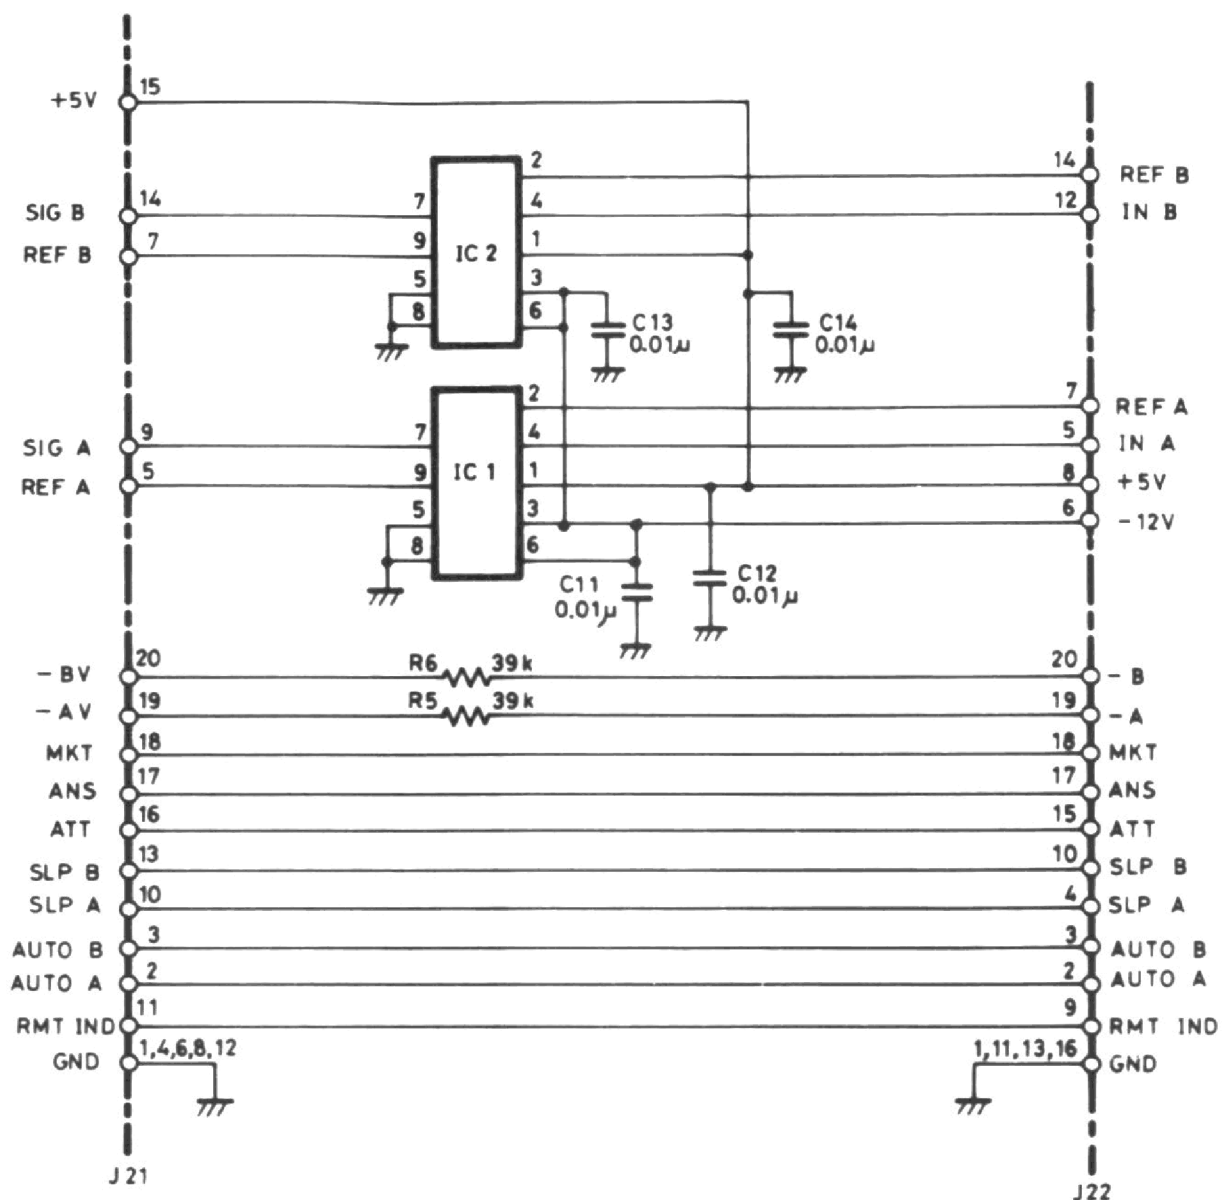 15
+5V
2
14
REF B
SIG B
14
7
4
12
IN B
REF B
7
9
IC 2
1
5
3
8
6
C13
0.01μ
C14
0.01μ
2
7
REF A
SIG A
9
7
4
5
IN A
REF A
5
9
IC 1
1
8
+5V
5
3
6
-12V
8
6
C11
0.01μ
C12
0.01μ
-BV
20
R6
39k
20
-B
-AV
19
R5
39k
19
-A
MKT
18
18
MKT
ANS
17
17
ANS
ATT
16
15
ATT
SLP B
13
10
SLP B
SLP A
10
4
SLP A
AUTO B
3
3
AUTO B
AUTO A
2
2
AUTO A
RMT IND
11
9
RMT IND
GND
1,4,6,8,12
1,11,13,16
GND
J21
J22